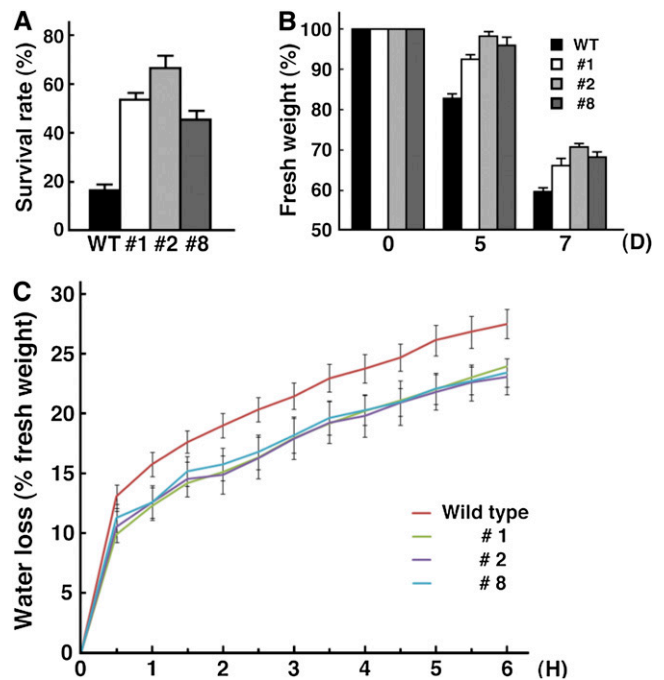 A
Survival rate (%)
80
60
40
20
0
WT #1 #2 #8
B
Fresh weight (%)
100
90
80
70
60
50
0 5 7 (D)
WT
#1
#2
#8
C
Water loss (% fresh weight)
30
25
20
15
10
5
0
0 1 2 3 4 5 6 (H)
Wild type
# 1
# 2
# 8